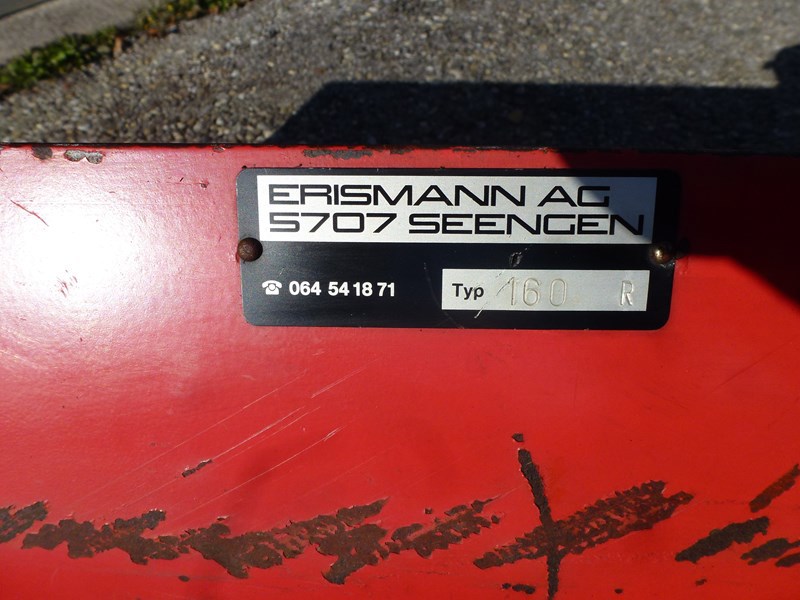 ERISMANN AG
5707 SEENGEN
☎ 064 54 18 71
Typ 160 R